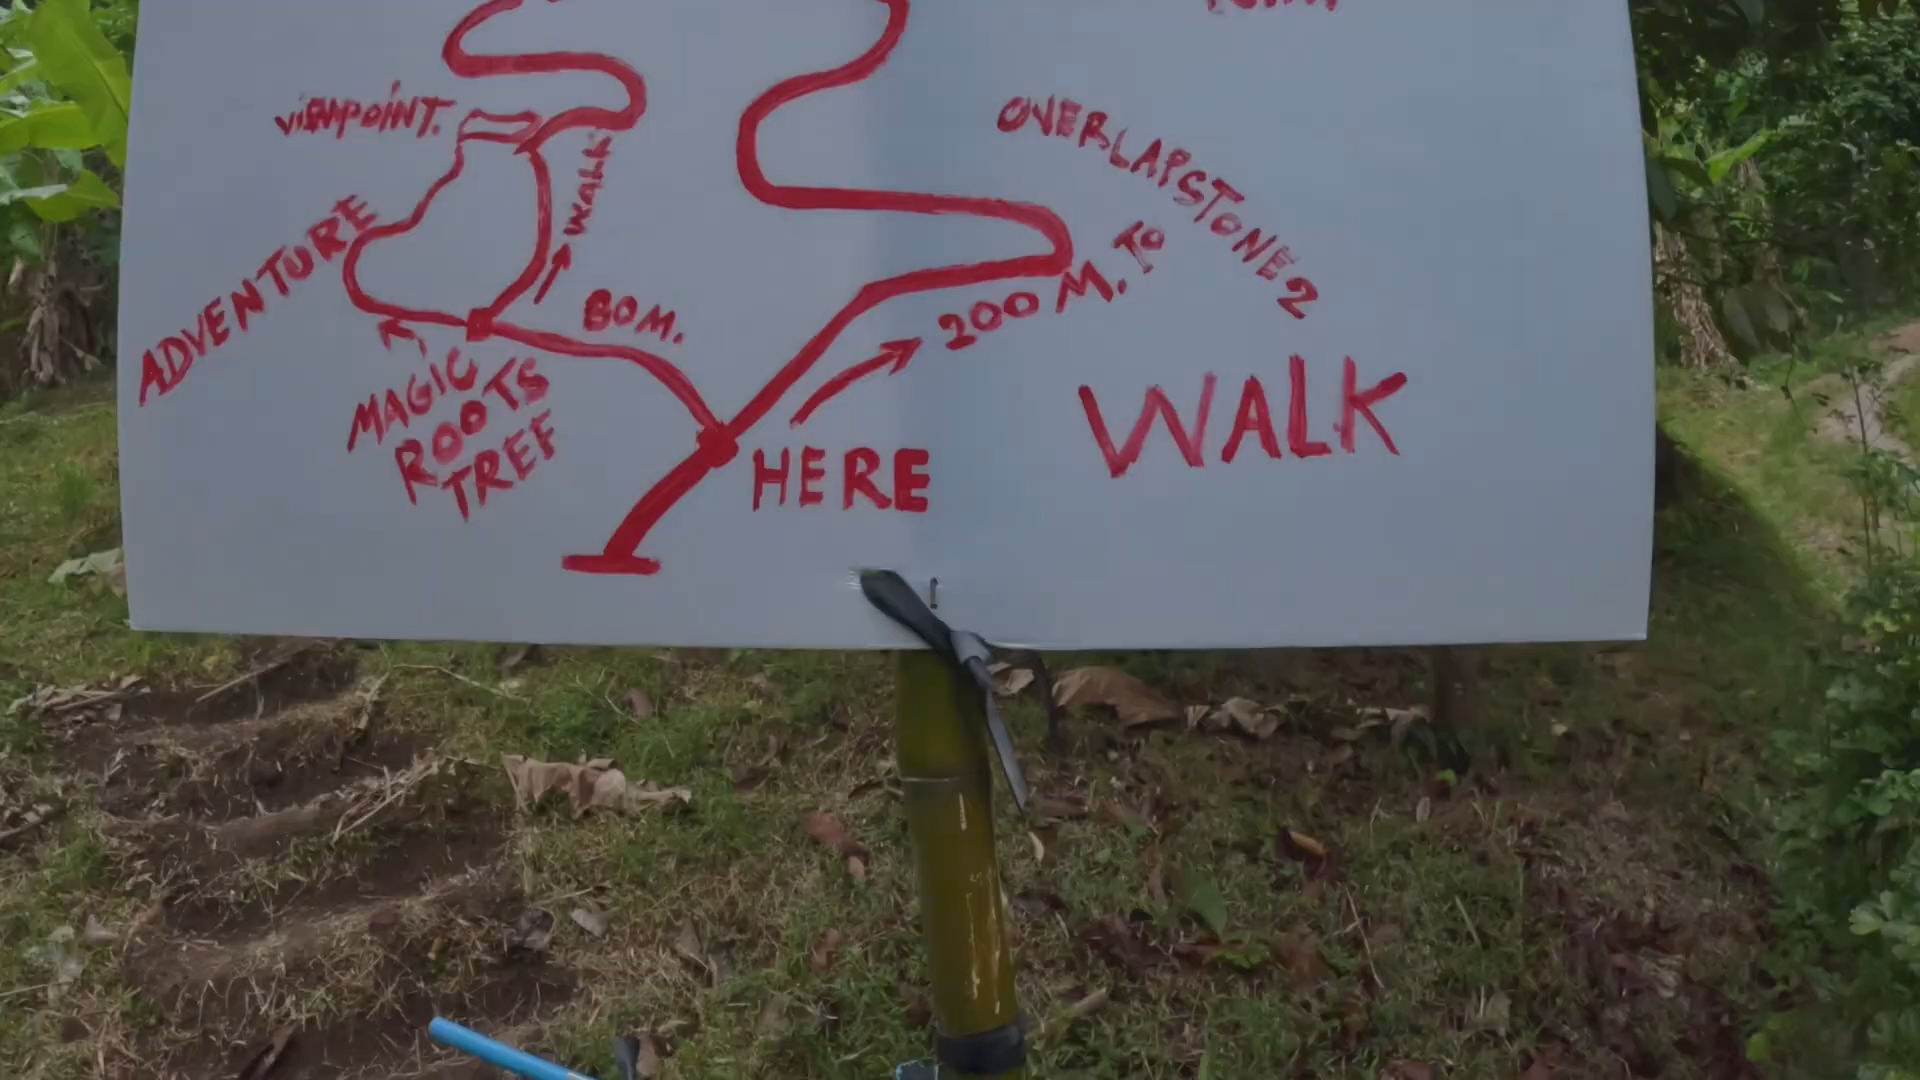 ViEWPOiNT.
WALK
ADVENTURE
80M.
MAGIC
ROOTS
TREE
200 M. TO
OVERLAPSTONE 2
WALK
HERE